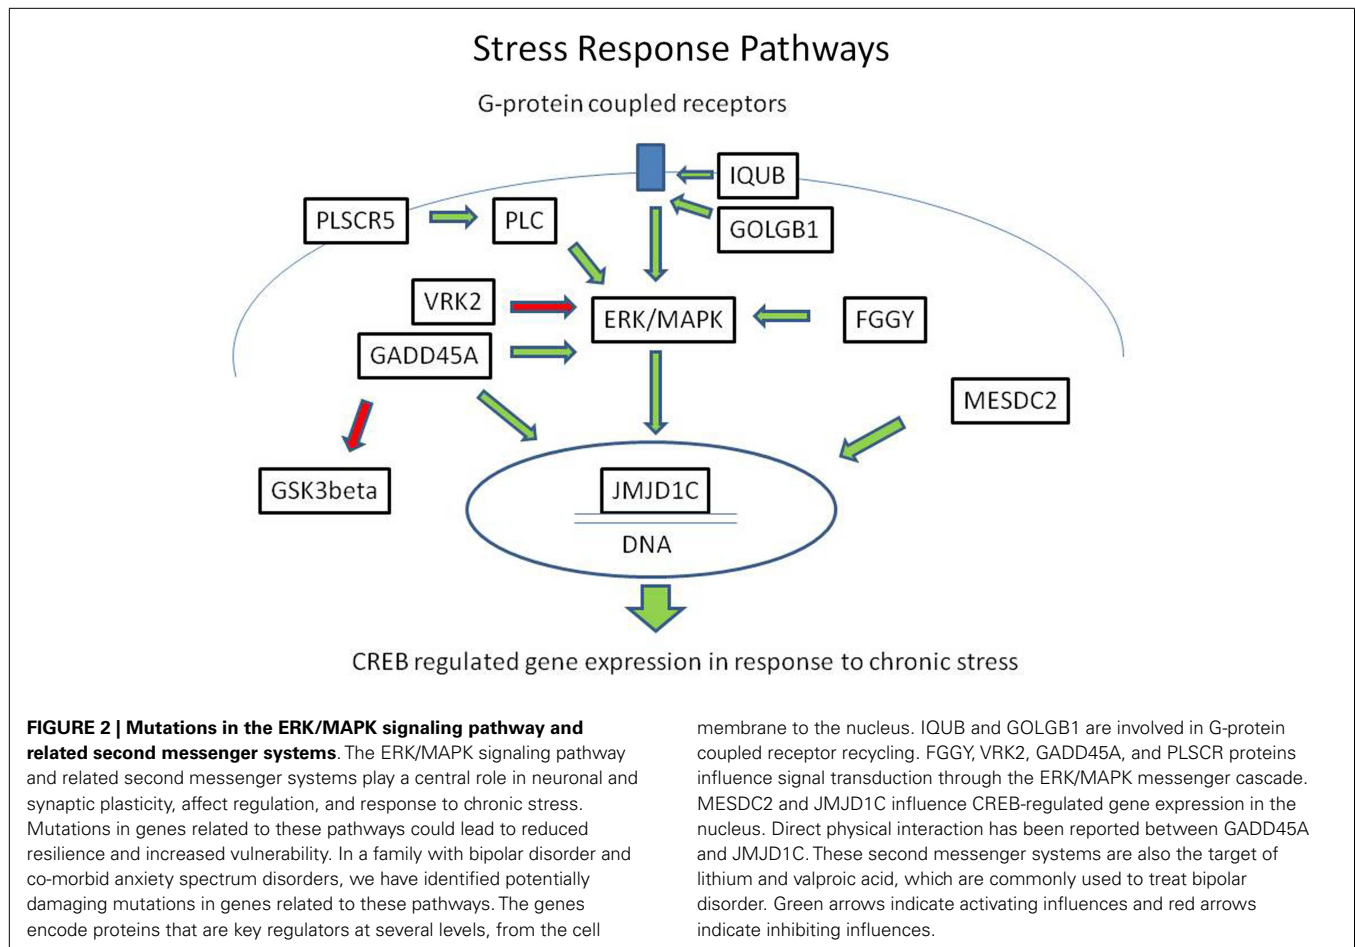 Stress Response Pathways
G-protein coupled receptors
IQUB
PLSCR5
PLC
GOLGB1
VRK2
ERK/MAPK
FGGY
GADD45A
MESDC2
GSK3beta
JMJD1C
DNA
CREB regulated gene expression in response to chronic stress
FIGURE 2 | Mutations in the ERK/MAPK signaling pathway and
related second messenger systems. The ERK/MAPK signaling pathway
and related second messenger systems play a central role in neuronal and
synaptic plasticity, affect regulation, and response to chronic stress.
Mutations in genes related to these pathways could lead to reduced
resilience and increased vulnerability. In a family with bipolar disorder and
co-morbid anxiety spectrum disorders, we have identified potentially
damaging mutations in genes related to these pathways. The genes
encode proteins that are key regulators at several levels, from the cell
membrane to the nucleus. IQUB and GOLGB1 are involved in G-protein
coupled receptor recycling. FGGY, VRK2, GADD45A, and PLSCR proteins
influence signal transduction through the ERK/MAPK messenger cascade.
MESDC2 and JMJD1C influence CREB-regulated gene expression in the
nucleus. Direct physical interaction has been reported between GADD45A
and JMJD1C. These second messenger systems are also the target of
lithium and valproic acid, which are commonly used to treat bipolar
disorder. Green arrows indicate activating influences and red arrows
indicate inhibiting influences.